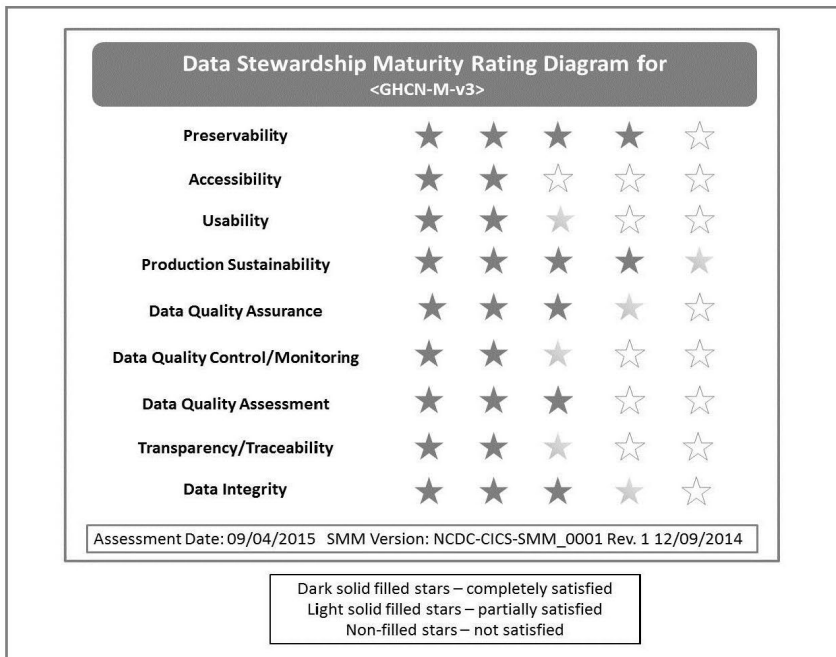 Data Stewardship Maturity Rating Diagram for
<GHCN-M-v3>
Preservability
Accessibility
Usability
Production Sustainability
Data Quality Assurance
Data Quality Control/Monitoring
Data Quality Assessment
Transparency/Traceability
Data Integrity
Assessment Date: 09/04/2015 SMM Version: NCDC-CICS-SMM_0001 Rev. 1 12/09/2014
Dark solid filled stars – completely satisfied
Light solid filled stars – partially satisfied
Non-filled stars – not satisfied